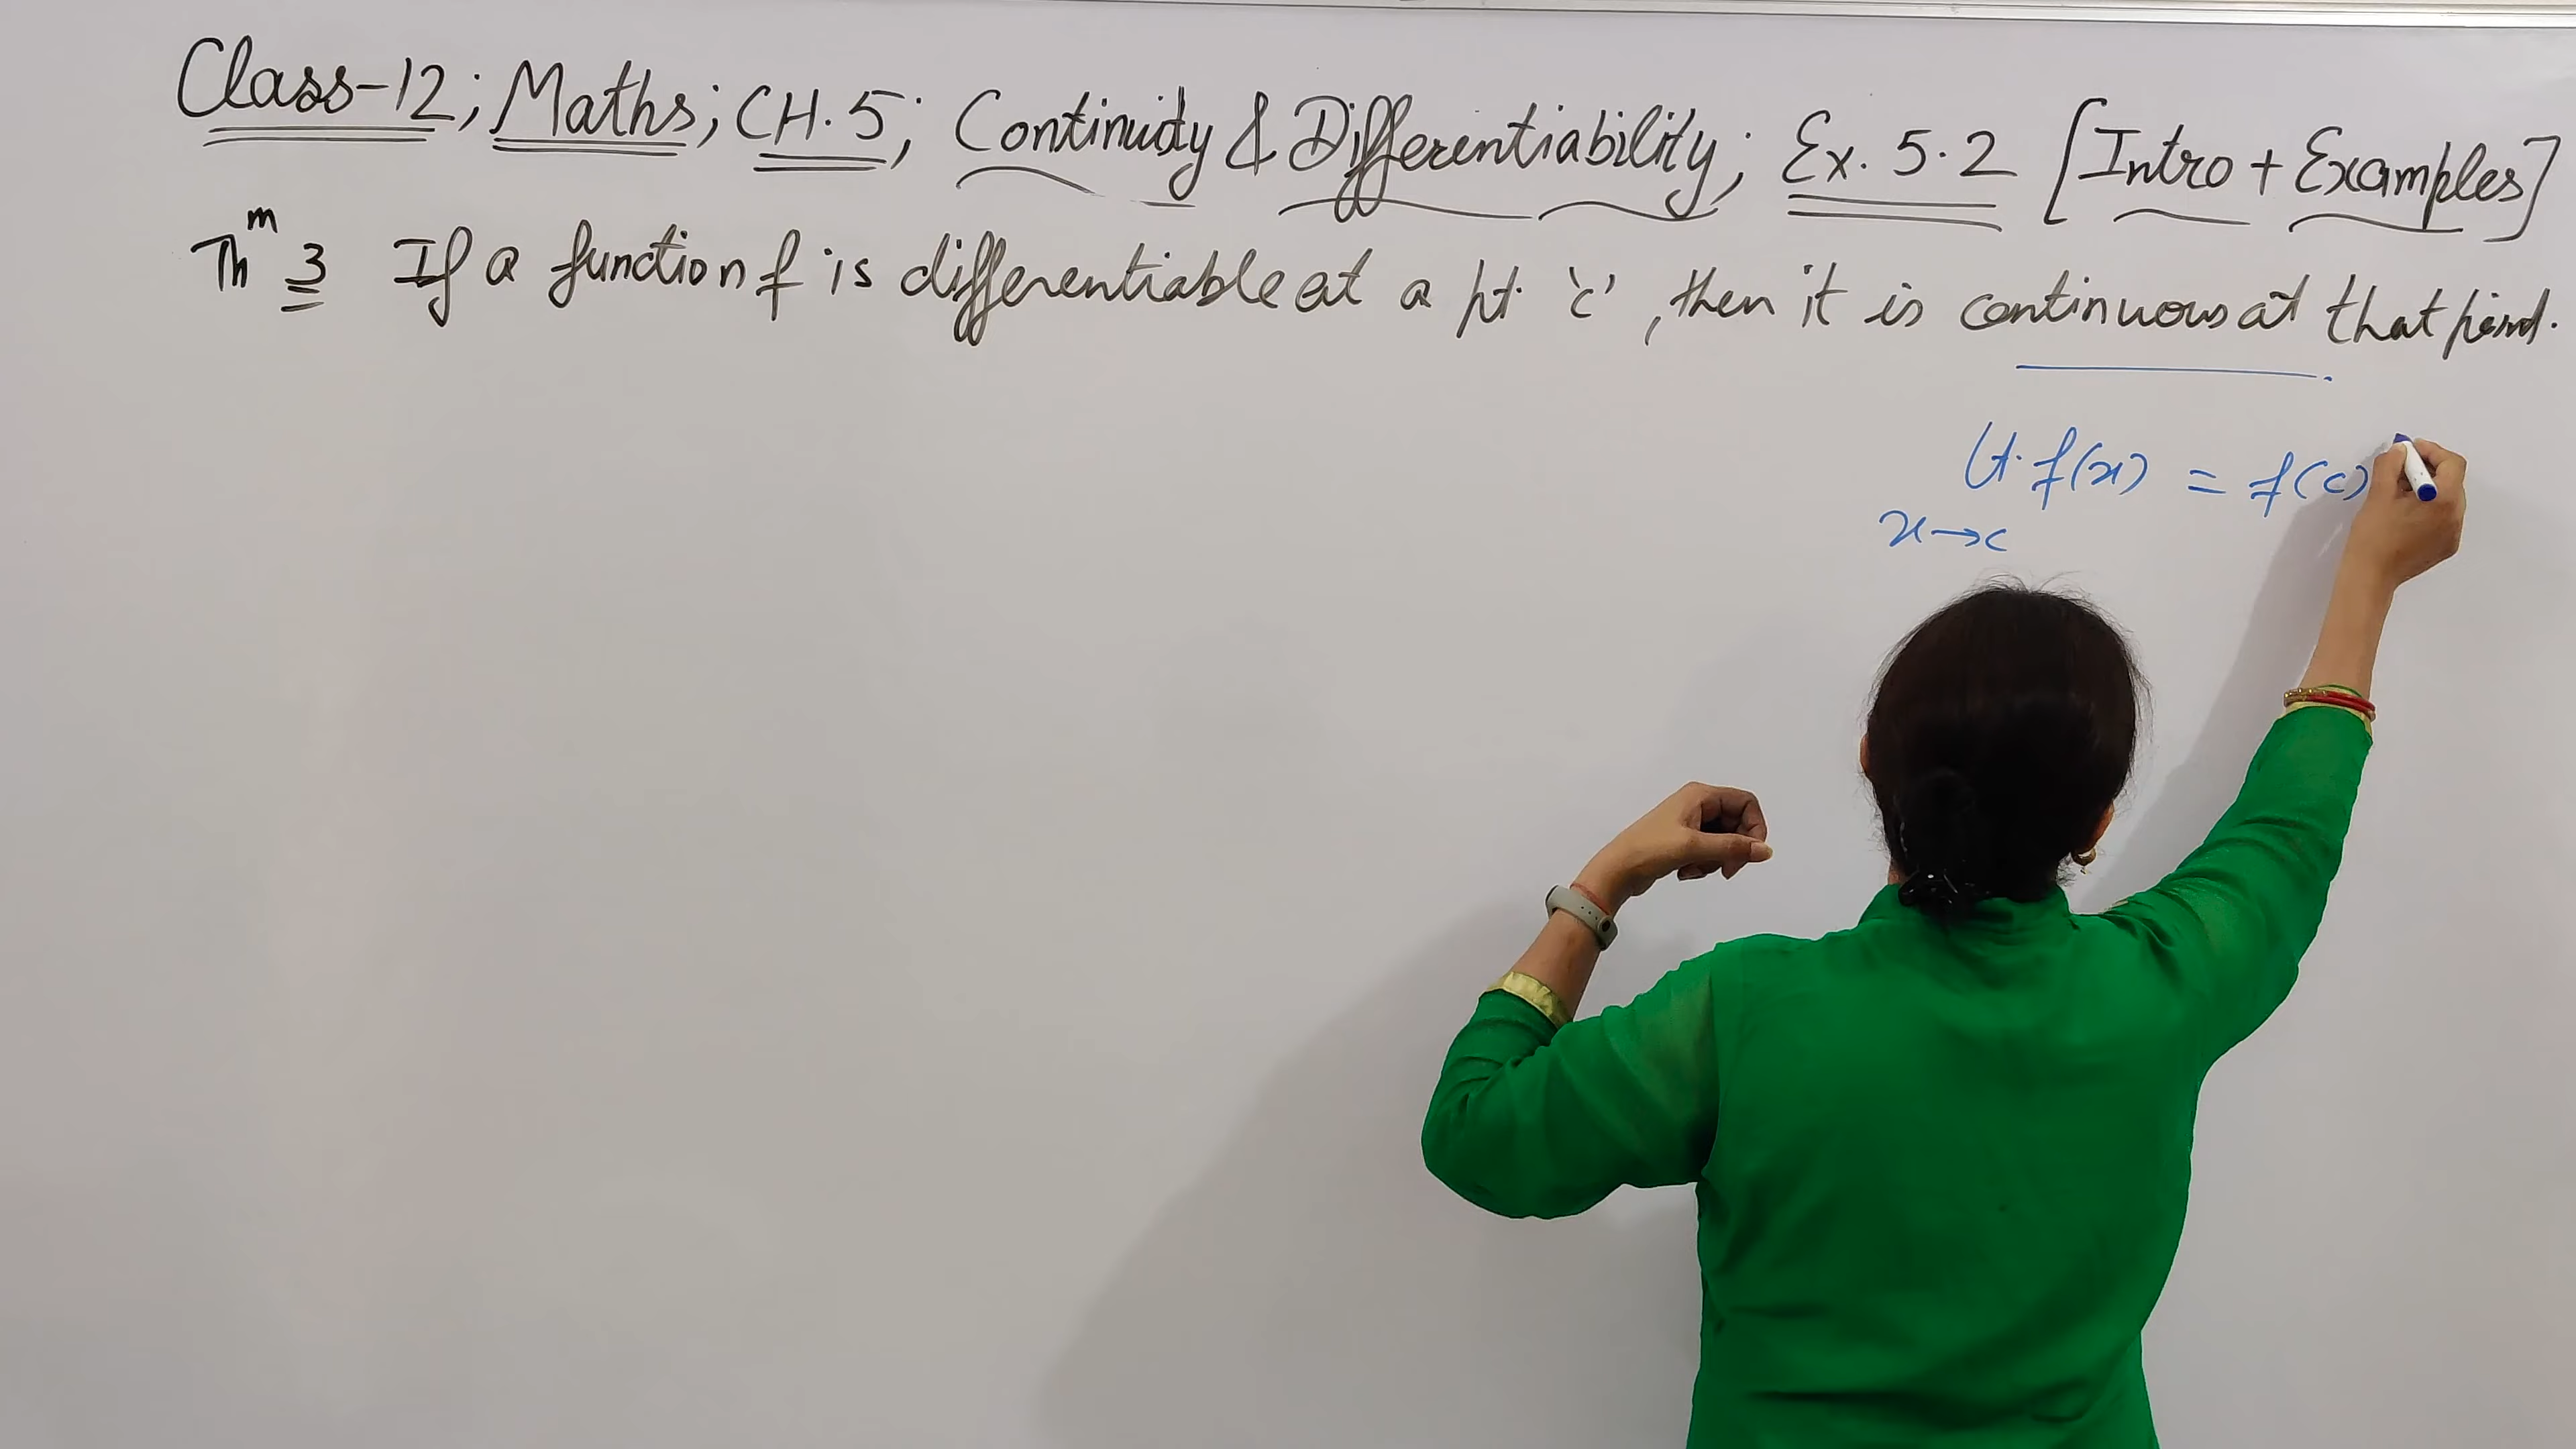 Class-12; Maths; CH. 5; Continuity & Differentiability; Ex. 5.2 [Intro + Examples]
Thm 3 If a function f is differentiable at a pt. 'c', then it is continuous at that point.
Lt. f(x) = f(c)
x→c